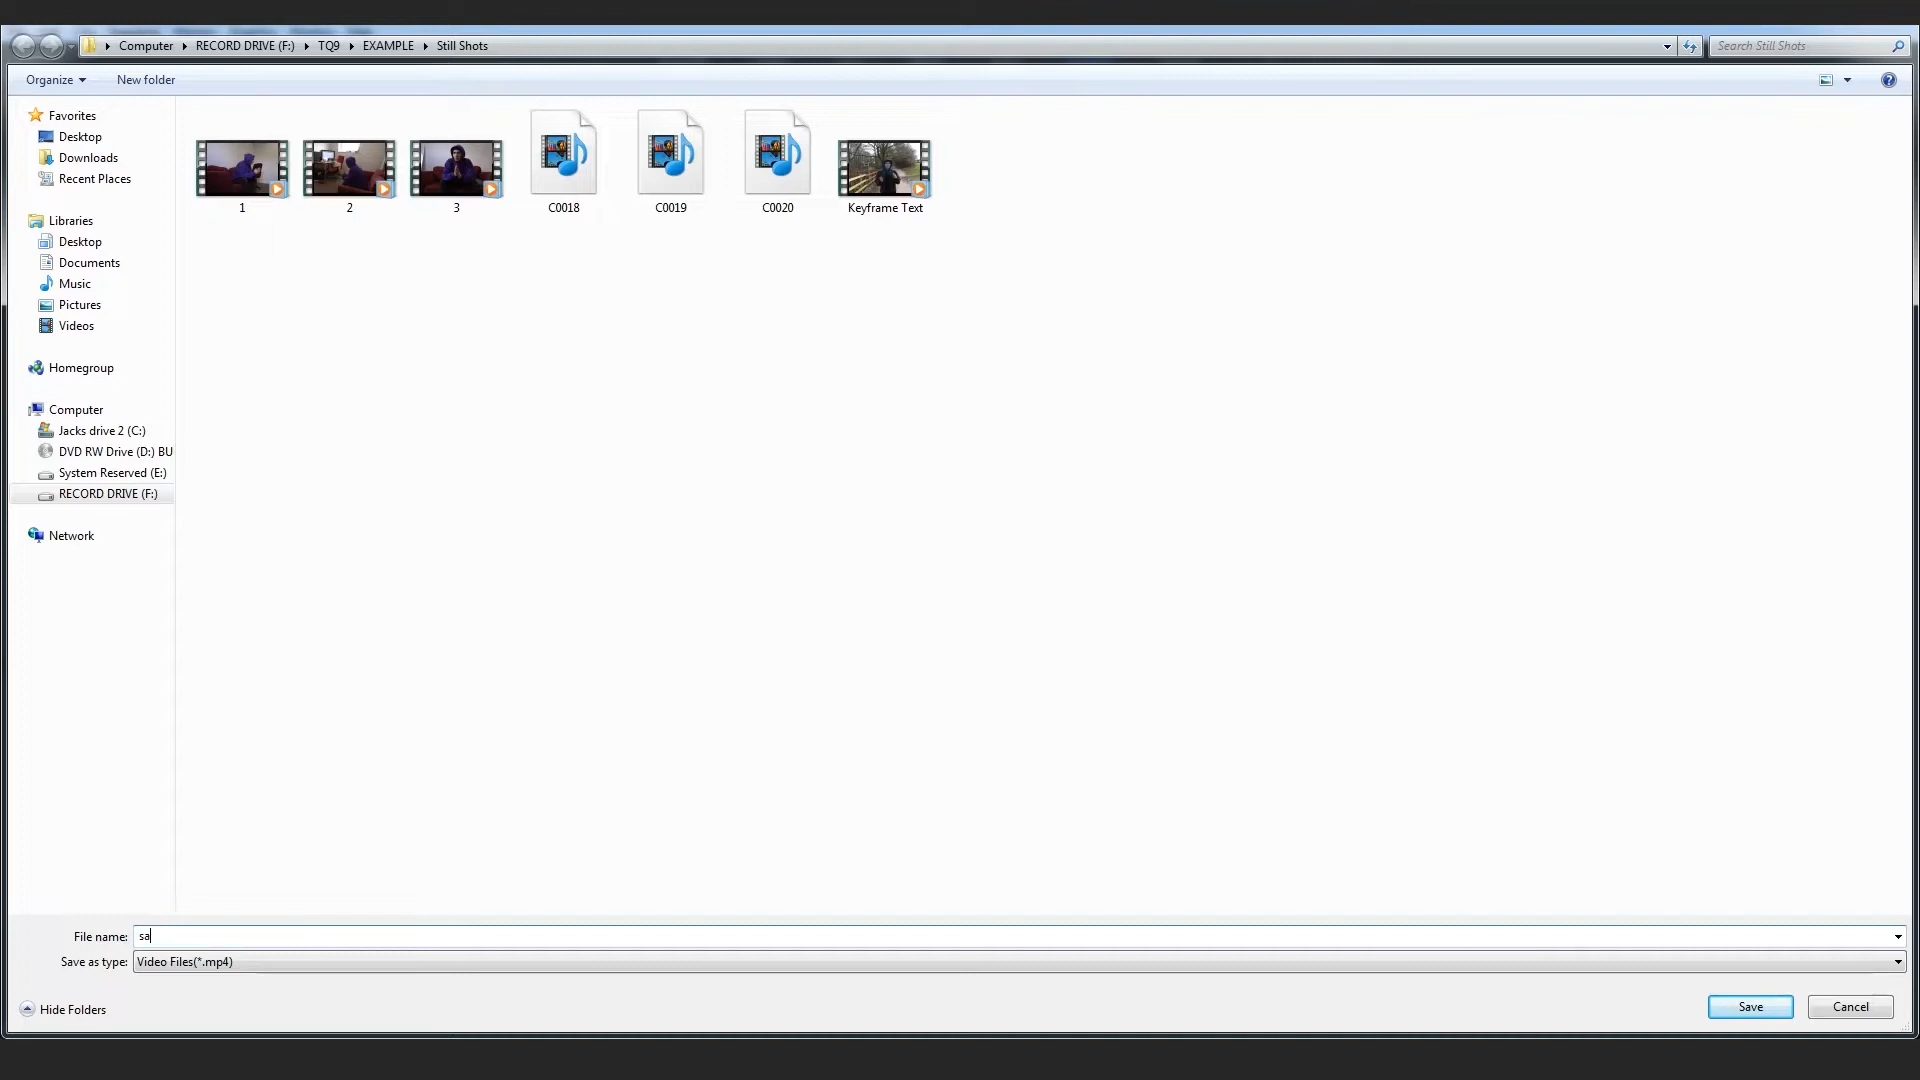 Computer RECORD DRIVE (F:) TQ9 EXAMPLE Still Shots
Search Still Shots
Organize New folder
Favorites
Desktop
Downloads
Recent Places
Libraries
Desktop
Documents
Music
Pictures
Videos
Homegroup
Computer
Jacks drive 2 (C:)
DVD RW Drive (D:) BU
System Reserved (E:)
RECORD DRIVE (F:)
Network
1 2 3 C0018 C0019 C0020 Keyframe Text
File name: sa
Save as type: Video Files(*.mp4)
Hide Folders
Save Cancel